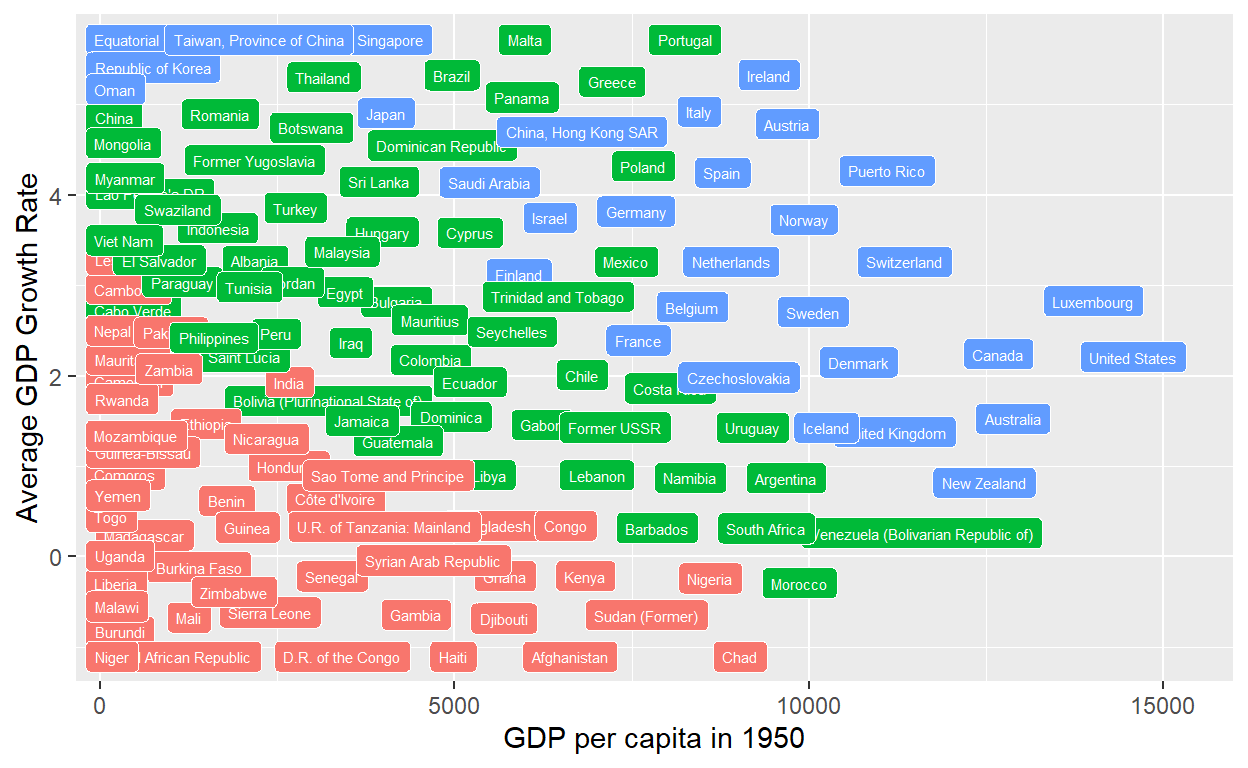 Equatorial
Taiwan, Province of China
Singapore
Malta
Portugal
Republic of Korea
Thailand
Brazil
Greece
Ireland
Oman
Panama
China
Romania
Japan
Italy
Botswana
China, Hong Kong SAR
Austria
Mongolia
Dominican Republic
Former Yugoslavia
Poland
Puerto Rico
Myanmar
Sri Lanka
Saudi Arabia
Spain
Swaziland
Turkey
Israel
Germany
Norway
Indonesia
Hungary
Cyprus
Viet Nam
El Salvador
Albania
Malaysia
Mexico
Netherlands
Switzerland
Finland
Paraguay
Tunisia
Egypt
Bulgaria
Trinidad and Tobago
Luxembourg
Cabo Verde
Mauritius
Belgium
Sweden
Nepal
Philippines
Peru
Iraq
Seychelles
France
Saint Lucia
Colombia
Denmark
Canada
United States
Zambia
India
Ecuador
Chile
Czechoslovakia
Rwanda
Bolivia (Plurinational State of)
Jamaica
Dominica
Former USSR
Uruguay
Iceland
Kingdom
Australia
Mozambique
Nicaragua
Guatemala
Guinea-Bissau
Comoros
Sao Tome and Principe
Libya
Lebanon
Namibia
Argentina
New Zealand
Yemen
Benin
Côte d'Ivoire
Togo
Guinea
U.R. of Tanzania: Mainland
Congo
Barbados
South Africa
Venezuela (Bolivarian Republic of)
Madagascar
Uganda
Burkina Faso
Syrian Arab Republic
Senegal
Ghana
Kenya
Nigeria
Morocco
Liberia
Zimbabwe
Malawi
Mali
Sierra Leone
Gambia
Djibouti
Sudan (Former)
Burundi
Niger
African Republic
D.R. of the Congo
Haiti
Afghanistan
Chad
4
2
0
Average GDP Growth Rate
0
5000
10000
15000
GDP per capita in 1950